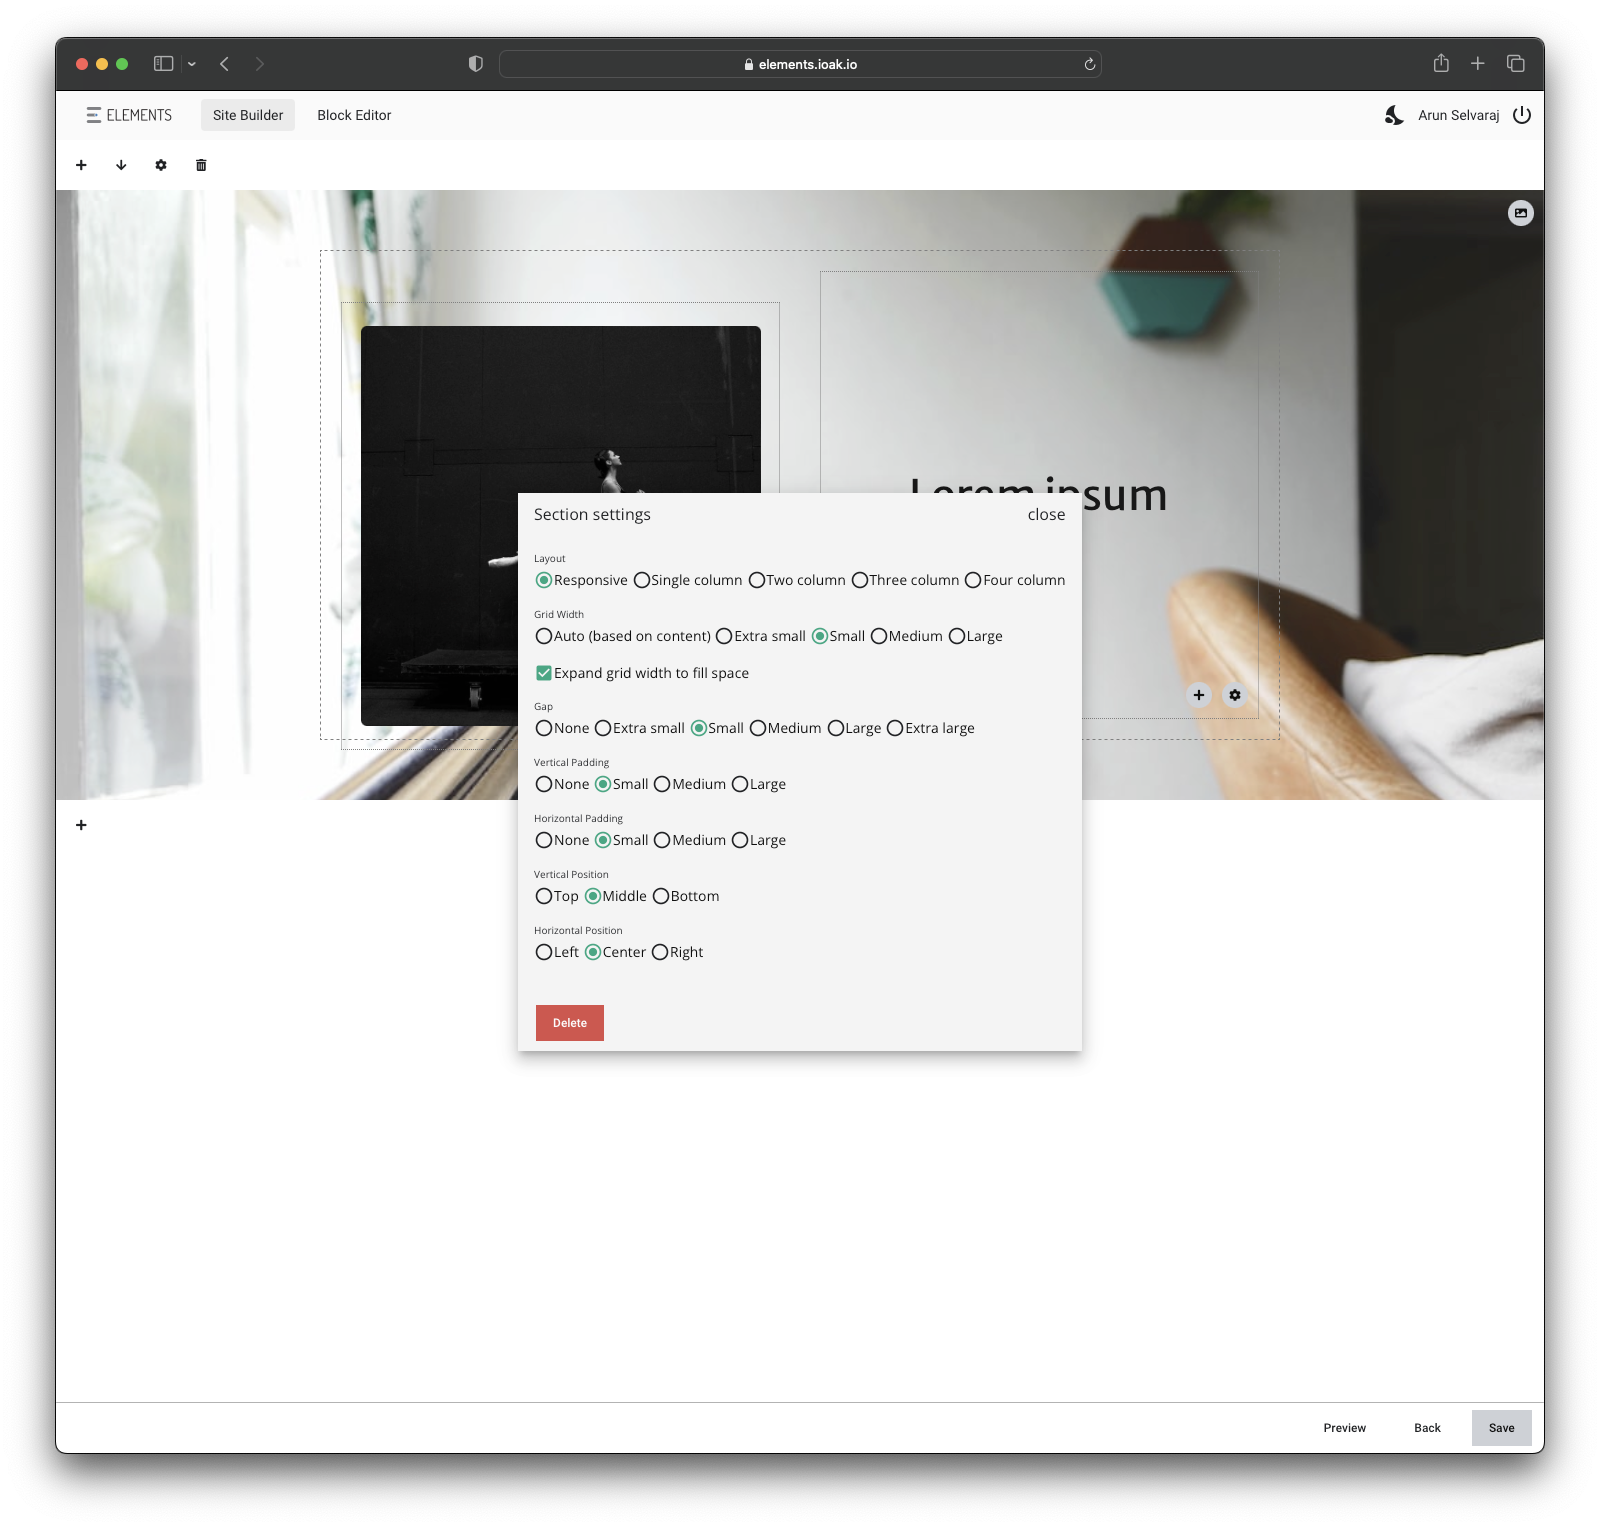 elements.ioak.io
ELEMENTS Site Builder Block Editor Arun Selvaraj
Lorem ipsum
Section settings close
Layout
Responsive Single column Two column Three column Four column
Grid Width
Auto (based on content) Extra small Small Medium Large
Expand grid width to fill space
Gap
None Extra small Small Medium Large Extra large
Vertical Padding
None Small Medium Large
Horizontal Padding
None Small Medium Large
Vertical Position
Top Middle Bottom
Horizontal Position
Left Center Right
Delete
Preview Back Save